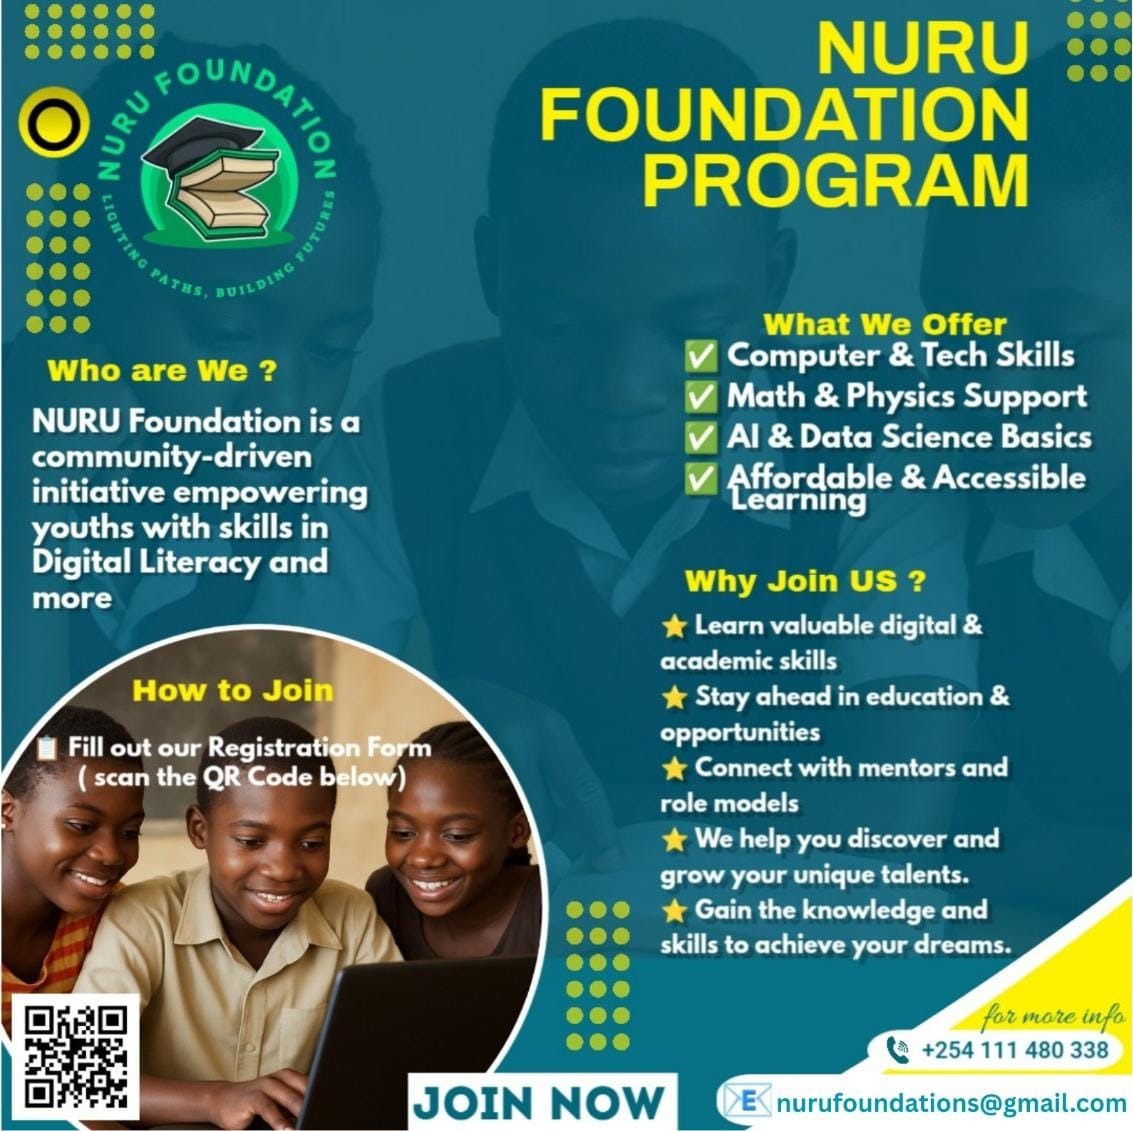 NURU FOUNDATION
LIGHTING PATHS, BUILDING FUTURES
NURU
FOUNDATION
PROGRAM
Who are We ?
NURU Foundation is a
community-driven
initiative empowering
youths with skills in
Digital Literacy and
more
What We Offer
✅ Computer & Tech Skills
✅ Math & Physics Support
✅ AI & Data Science Basics
✅ Affordable & Accessible
Learning
Why Join US ?
⭐ Learn valuable digital &
academic skills
⭐ Stay ahead in education &
opportunities
⭐ Connect with mentors and
role models
⭐ We help you discover and
grow your unique talents.
⭐ Gain the knowledge and
skills to achieve your dreams.
How to Join
📋 Fill out our Registration Form
( scan the QR Code below)
JOIN NOW
for more info
+254 111 480 338
E nurufoundations@gmail.com